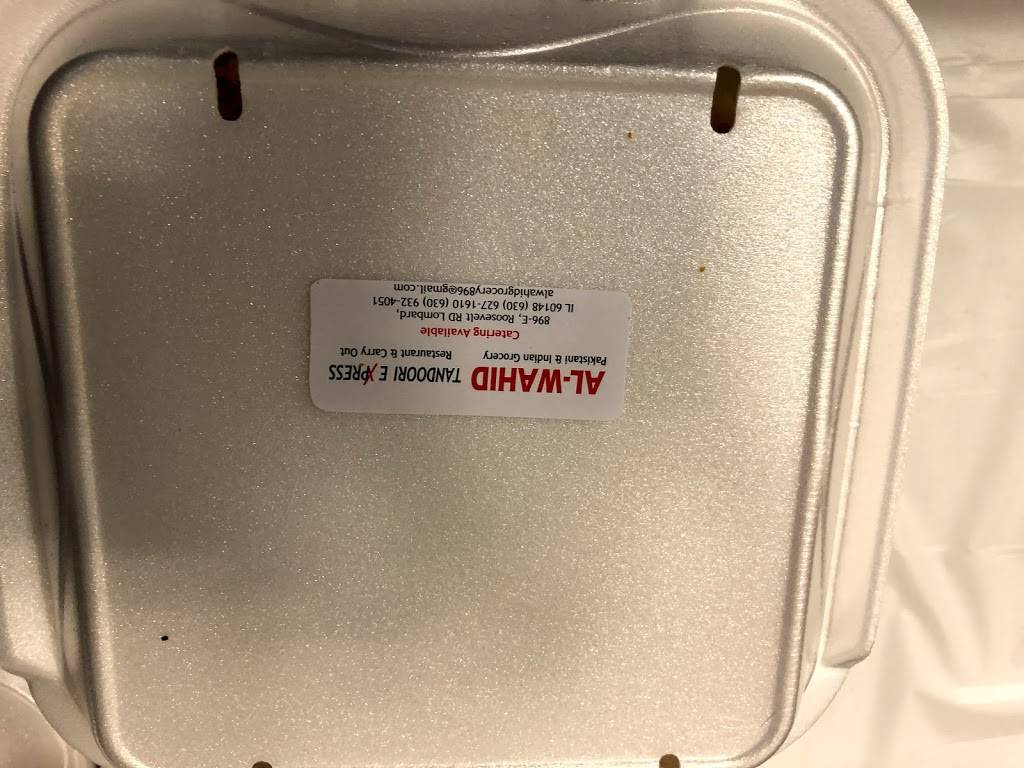 AL-WAHID TANDOORI EXPRESS
Pakistani & Indian Grocery Restaurant & Carry Out
Catering Available
896-E, Roosevelt RD Lombard,
IL 60148 (630) 627-1610 (630) 932-4051
alwahidgrocery896@gmail.com